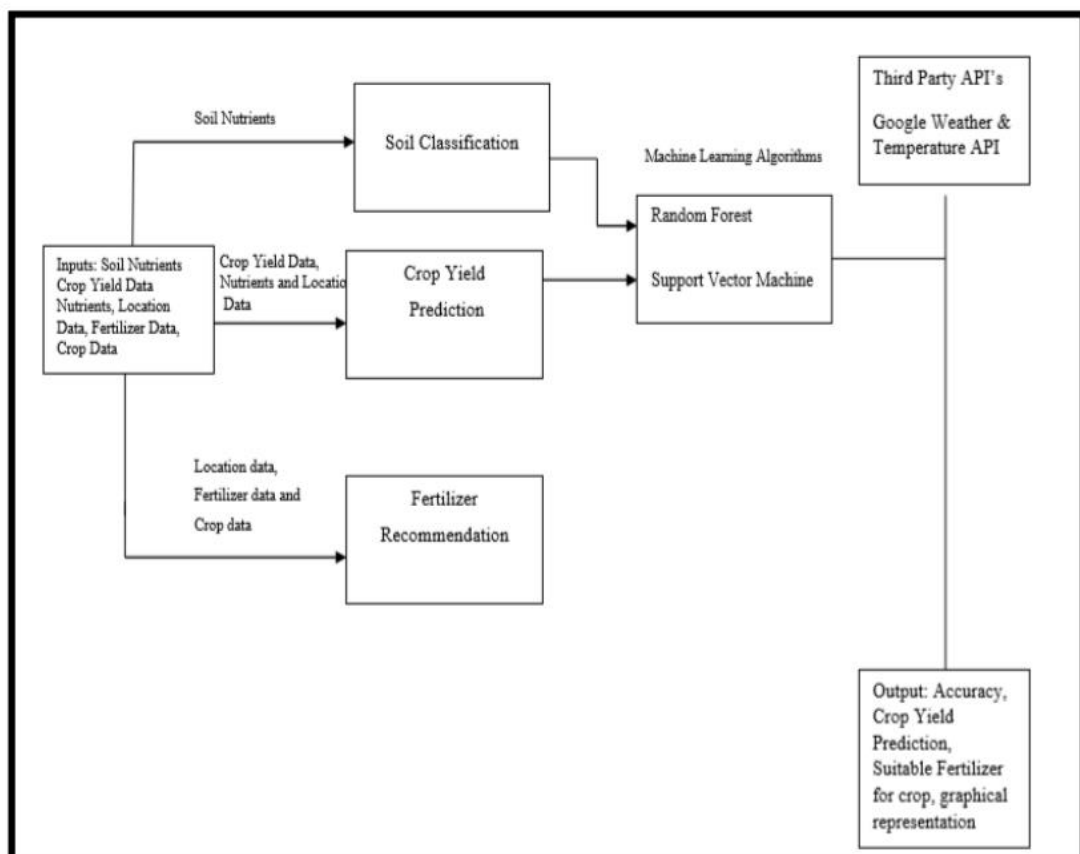 Third Party API's
Google Weather &
Temperature API
Soil Nutrients
Soil Classification
Machine Learning Algorithms
Random Forest
Support Vector Machine
Inputs: Soil Nutrients
Crop Yield Data
Nutrients, Location
Data, Fertilizer Data,
Crop Data
Crop Yield Data,
Nutrients and Locatio
Data
Crop Yield
Prediction
Location data,
Fertilizer data and
Crop data
Fertilizer
Recommendation
Output: Accuracy,
Crop Yield
Prediction,
Suitable Fertilizer
for crop, graphical
representation